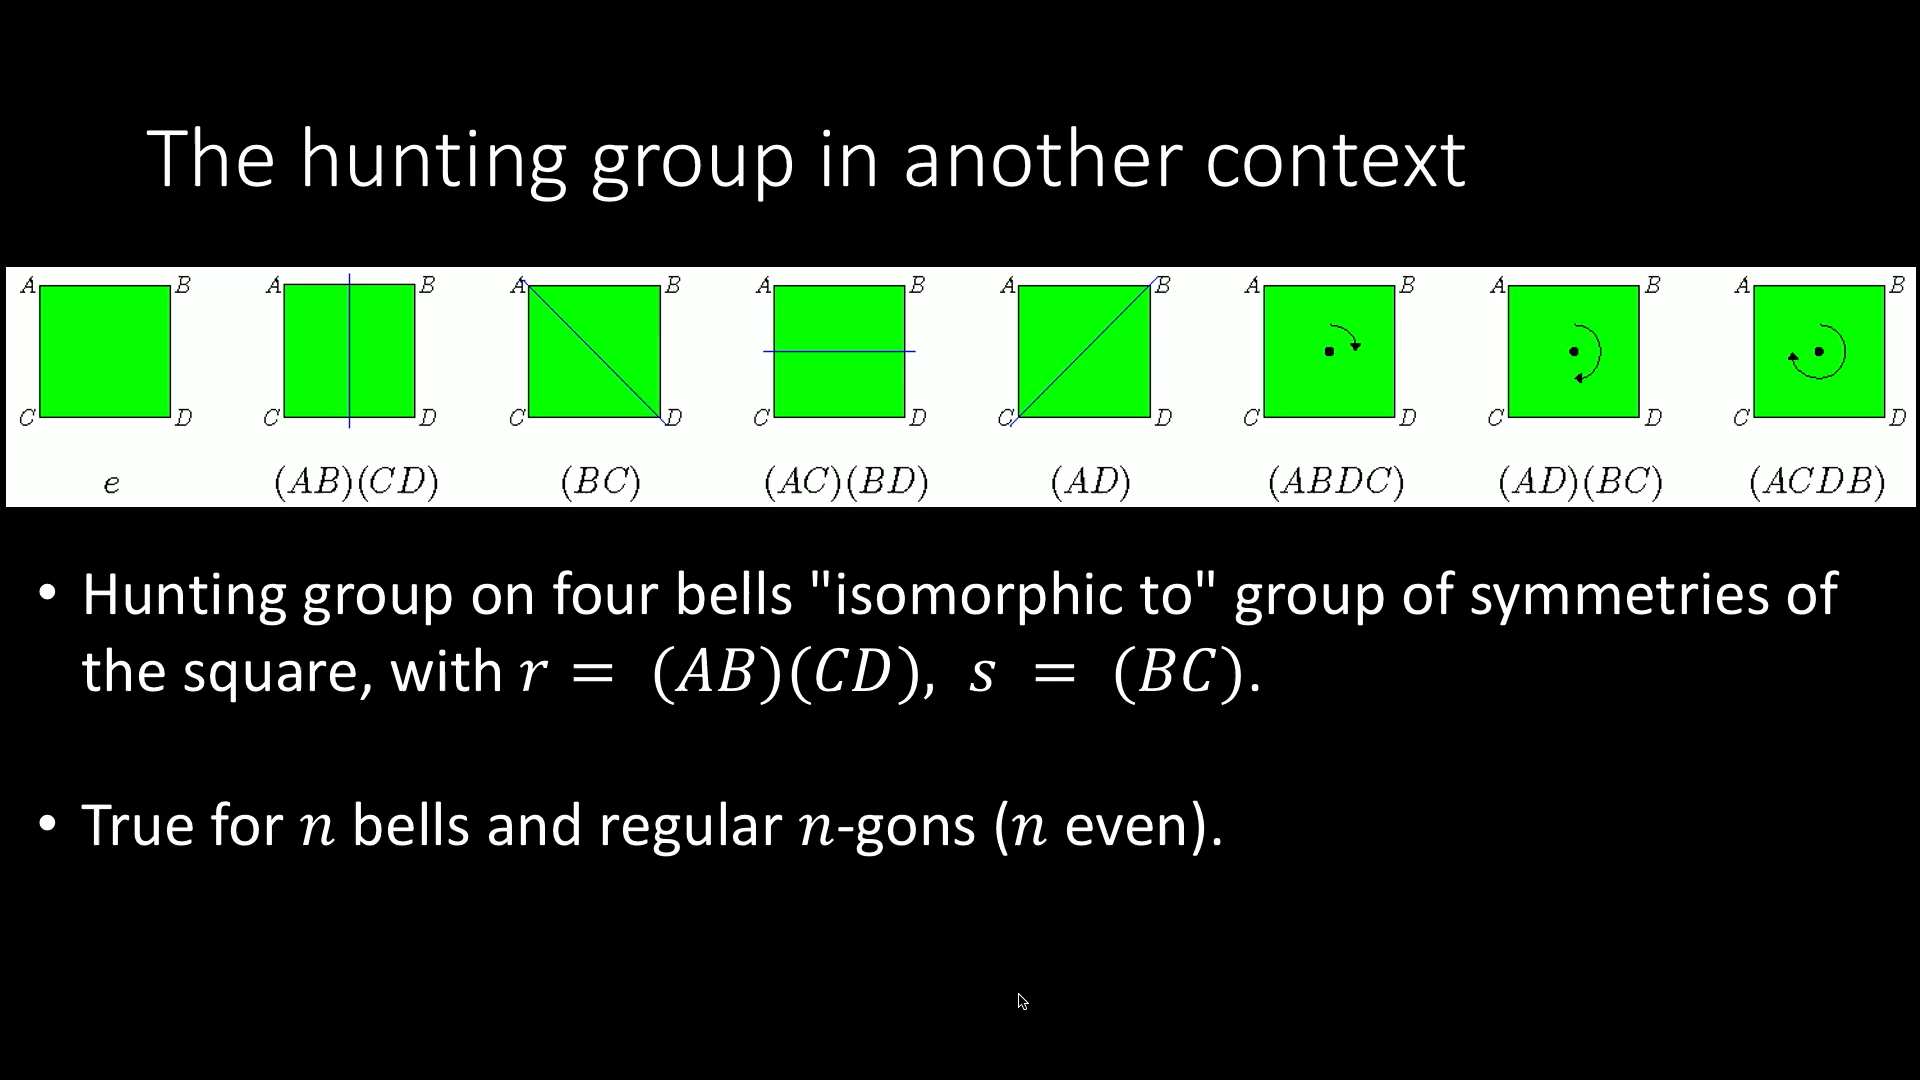 The hunting group in another context
A B A B A B A B A B A B A B A B
C D C D C D C D C D C D C D C D
e (AB)(CD) (BC) (AC)(BD) (AD) (ABDC) (AD)(BC) (ACDB)
• Hunting group on four bells "isomorphic to" group of symmetries of
the square, with r = (AB)(CD), s = (BC).
• True for n bells and regular n-gons (n even).